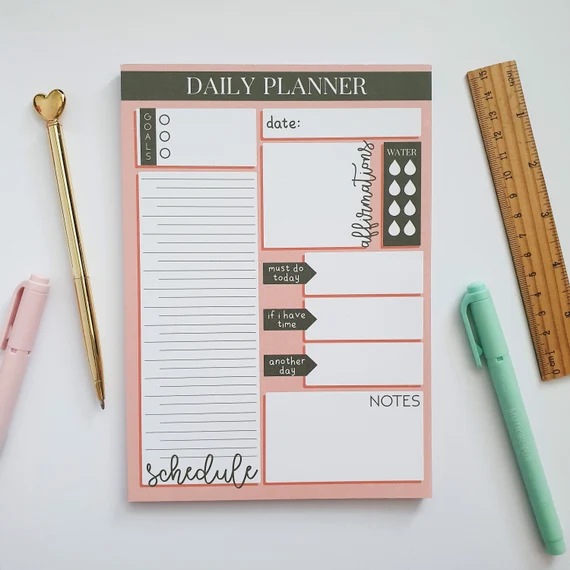 DAILY PLANNER
GOALS
date:
affirmations
WATER
must do
today
if i have
time
another
day
NOTES
schedule